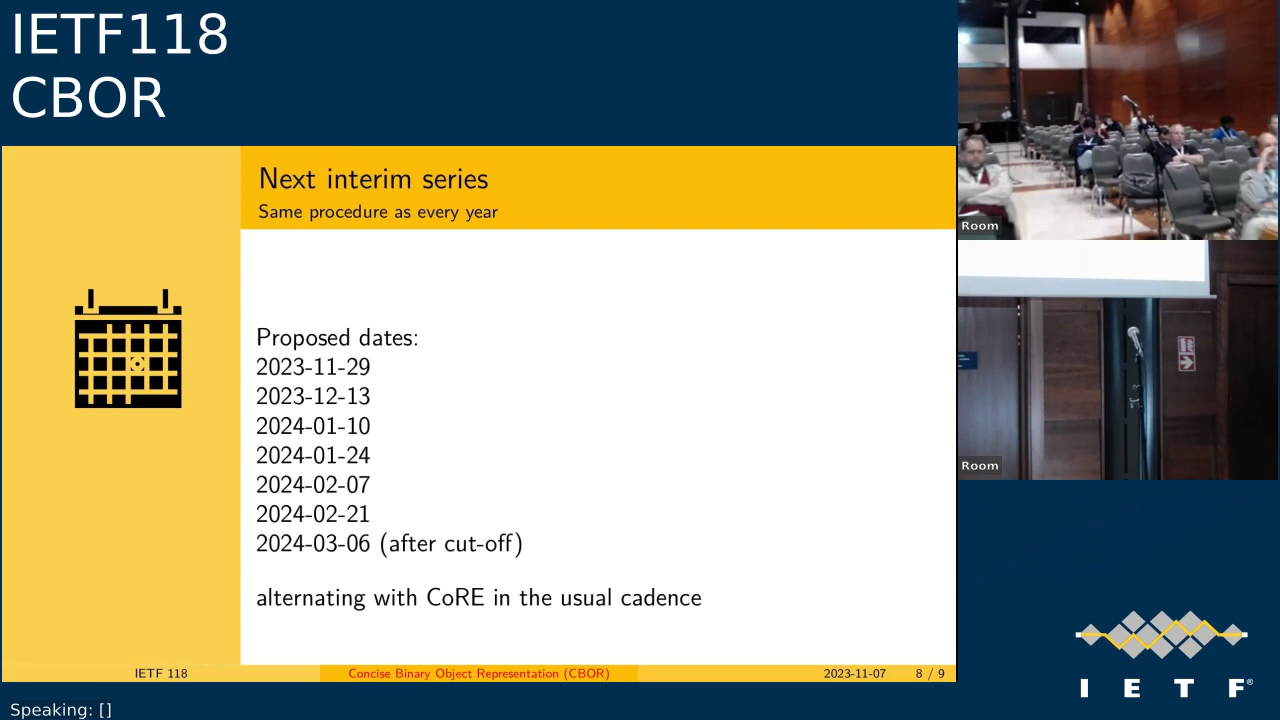 IETF118
CBOR
Next interim series
Same procedure as every year
Proposed dates:
2023-11-29
2023-12-13
2024-01-10
2024-01-24
2024-02-07
2024-02-21
2024-03-06 (after cut-off)
alternating with CoRE in the usual cadence
IETF 118
Concise Binary Object Representation (CBOR)
2023-11-07
8 / 9
Room
Room
I E T F®
Speaking: []